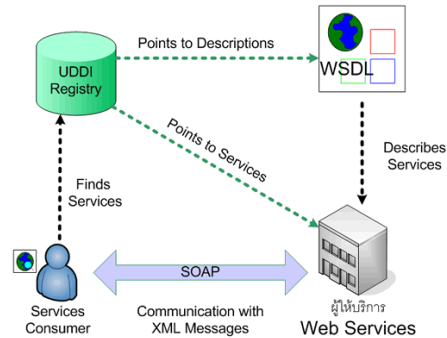 Points to Descriptions
UDDI
Registry
WSDL
Points to Services
Describes
Services
Finds
Services
SOAP
Services
Consumer
Communication with
XML Messages
ผู้ให้บริการ
Web Services